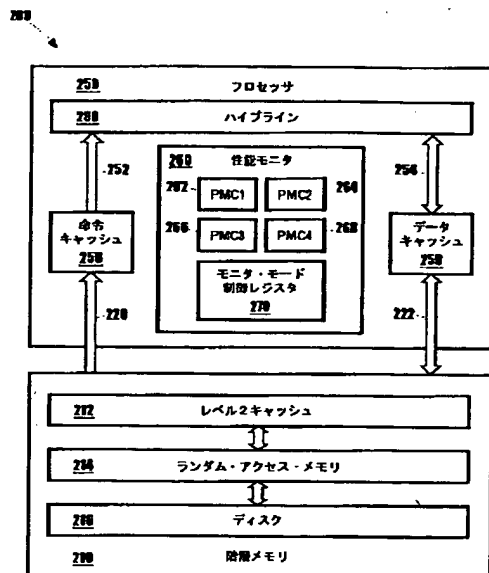 200
250 プロセッサ
280 パイプライン
252
260 性能モニタ
254
262 PMC1 PMC2 264
266 PMC3 PMC4 268
命令
キャッシュ
256
データ
キャッシュ
258
モニタ・モード
制御レジスタ
270
220
222
212 レベル2キャッシュ
214 ランダム・アクセス・メモリ
216 ディスク
210 階層メモリ